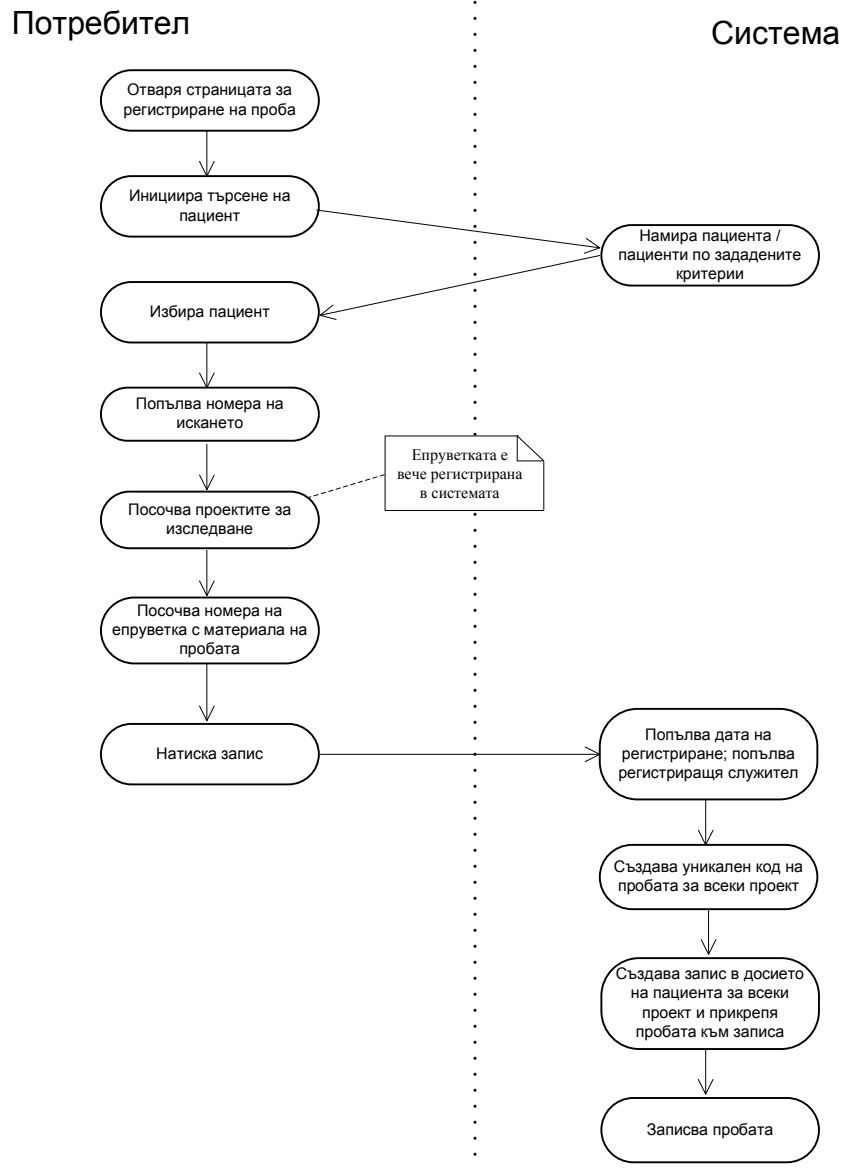 Потребител
Система
Отваря страницата за
регистриране на проба
Инициира търсене на
пациент
Намира пациента /
пациенти по зададените
критерии
Избира пациент
Попълва номера на
искането
Епруветката е
вече регистрирана
в системата
Посочва проектите за
изследване
Посочва номера на
епруветка с материала на
пробата
Натиска запис
Попълва дата на
регистриране; попълва
регистриращя служител
Създава уникален код на
пробата за всеки проект
Създава запис в досието
на пациента за всеки
проект и прикрепя
пробата към записа
Записва пробата